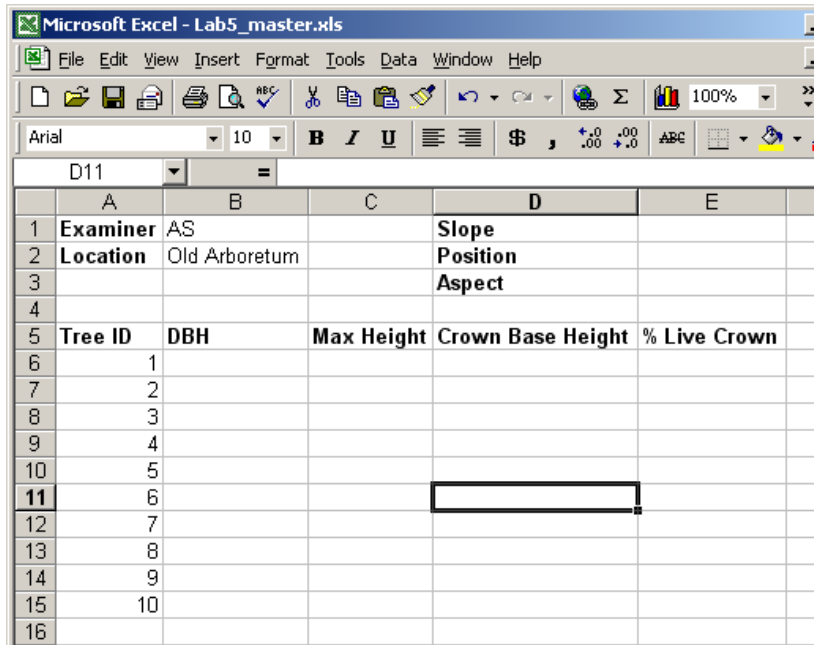 Microsoft Excel - Lab5_master.xls
File Edit View Insert Format Tools Data Window Help
ABC Σ 100% »
Arial 10 B I U $ , .00 .00 ABC
D11 =
A B C D E
1 Examiner AS Slope
2 Location Old Arboretum Position
3 Aspect
4
5 Tree ID DBH Max Height Crown Base Height % Live Crown
6 1
7 2
8 3
9 4
10 5
11 6
12 7
13 8
14 9
15 10
16